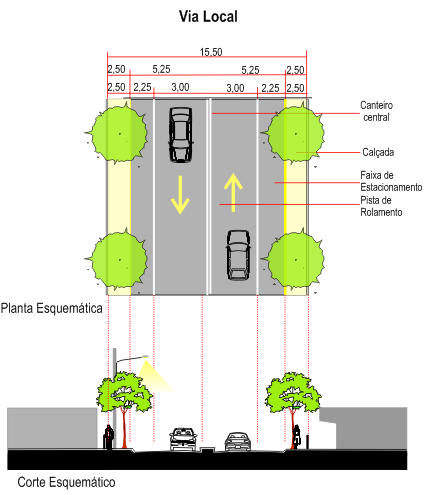 Via Local
15,50
2,50 5,25 5,25 2,50
2,50 2,25 3,00 3,00 2,25 2,50
Canteiro
central
Calçada
Faixa de
Estacionamento
Pista de
Rolamento
Planta Esquemática
Corte Esquemático